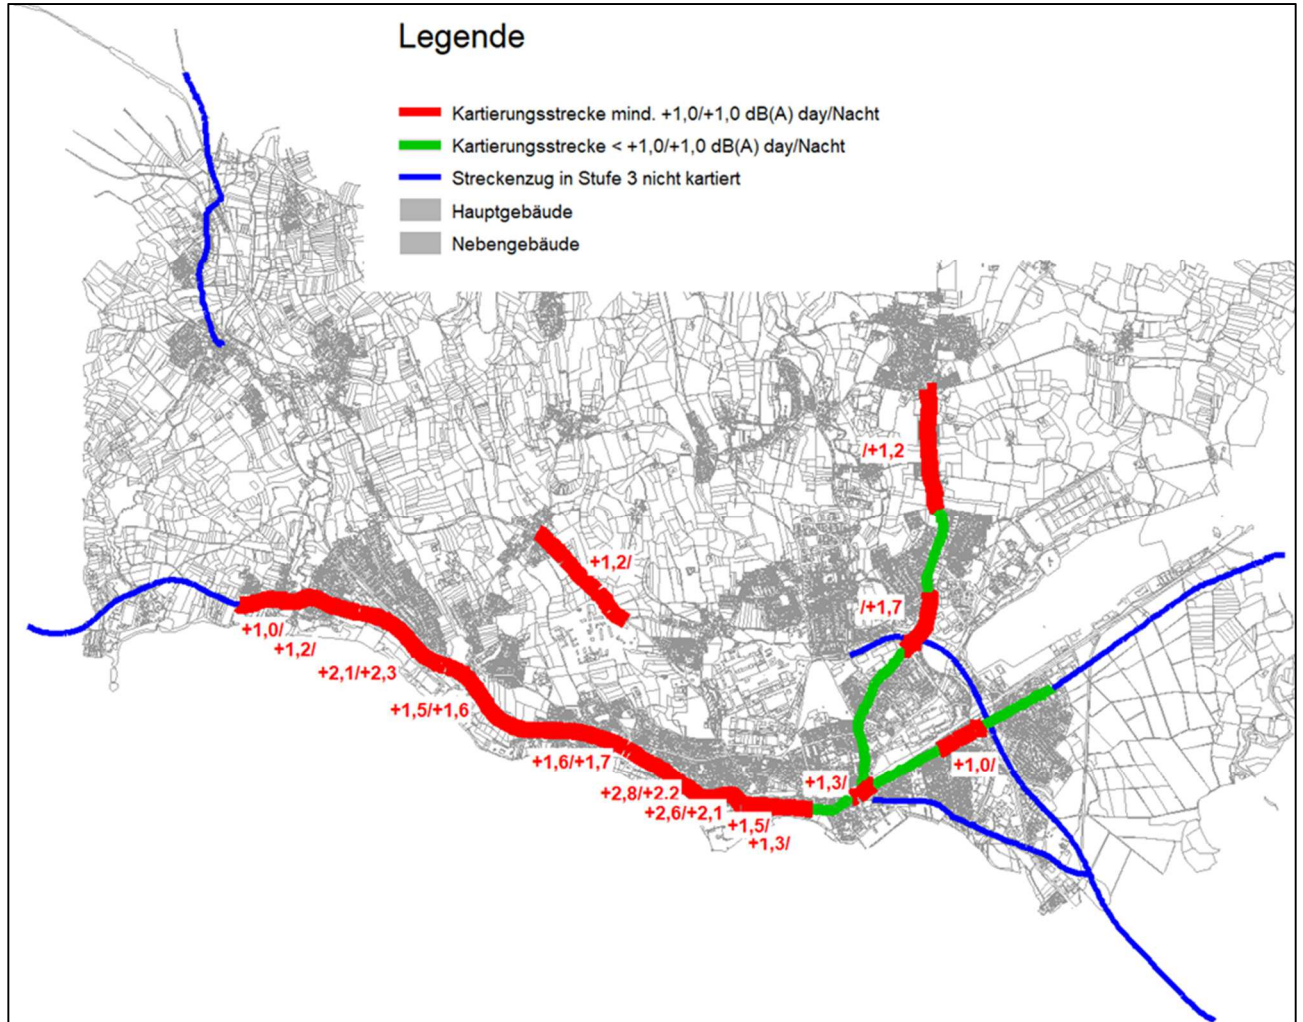 Legende
Kartierungsstrecke mind. +1,0/+1,0 dB(A) day/Nacht
Kartierungsstrecke < +1,0/+1,0 dB(A) day/Nacht
Streckenzug in Stufe 3 nicht kartiert
Hauptgebäude
Nebengebäude
/+1,2
+1,2/
/+1,7
+1,0/
+1,2/
+2,1/+2,3
+1,5/+1,6
+1,6/+1,7
+1,3/
+1,0/
+2,8/+2,2
+2,6/+2,1
+1,5/
+1,3/